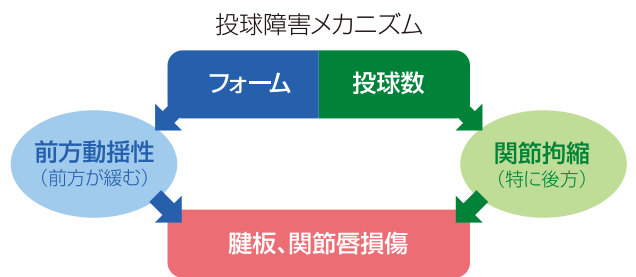 投球障害メカニズム
フォーム
投球数
前方動揺性
（前方が緩む）
関節拘縮
（特に後方）
腱板、関節唇損傷